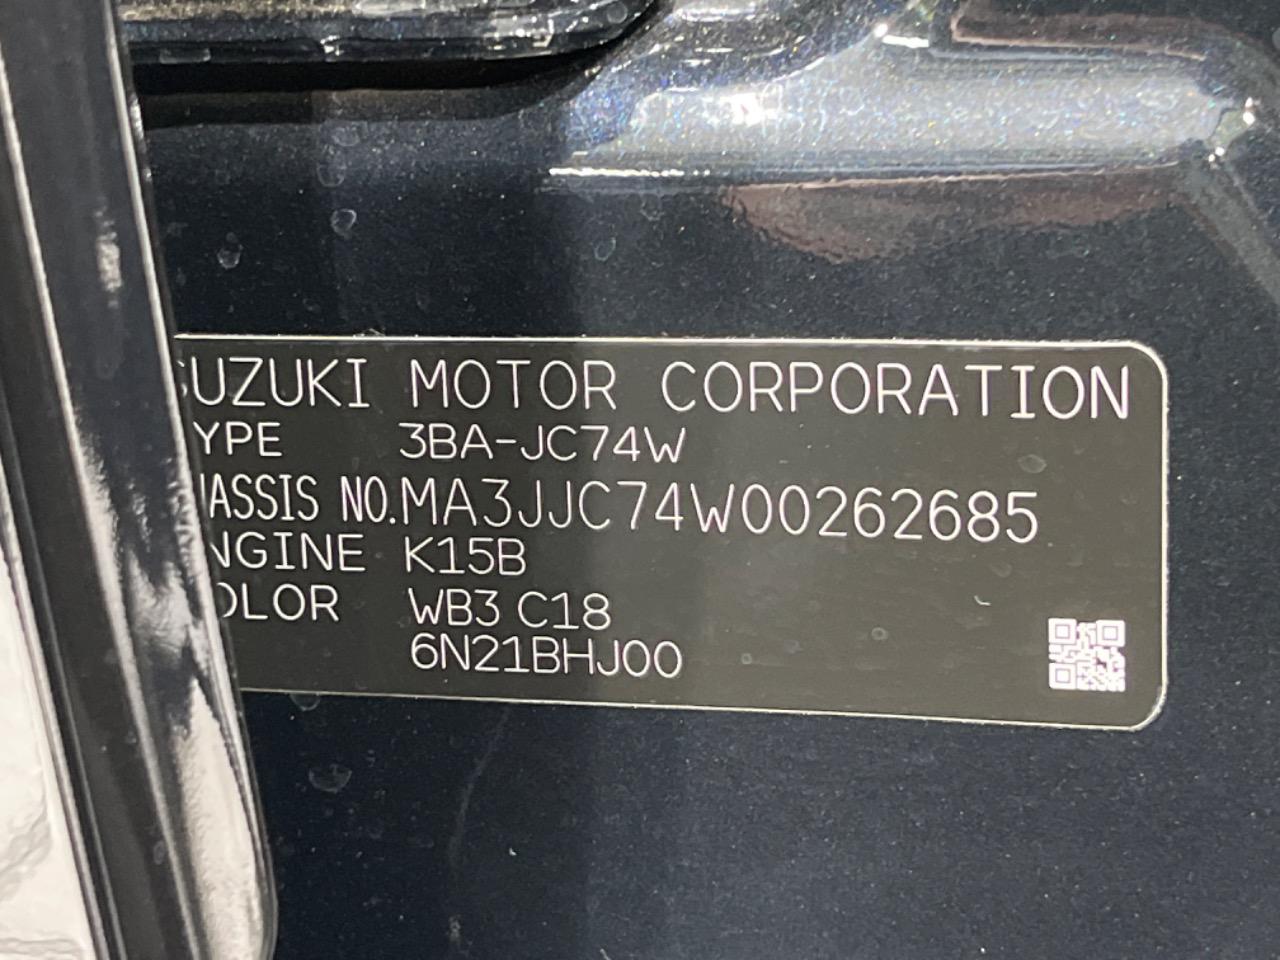 SUZUKI MOTOR CORPORATION
YPE 3BA-JC74W
HASSIS NO. MA3JJC74W00262685
NGINE K15B
OLOR WB3 C18
6N21BHJ00